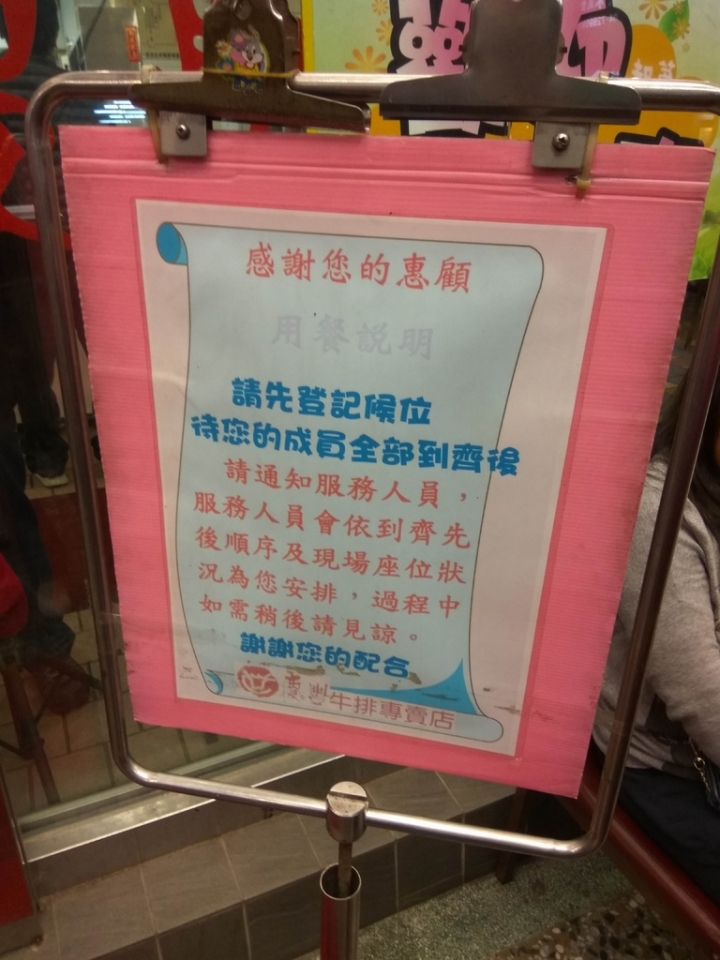 感謝您的惠顧
用餐説明
請先登記候位
待您的成員全部到齊後
請通知服務人員，
服務人員會依到齊先
後順序及現場座位狀
況為您安排，過程中
如需稍後請見諒。
謝謝您的配合
牛排專賣店